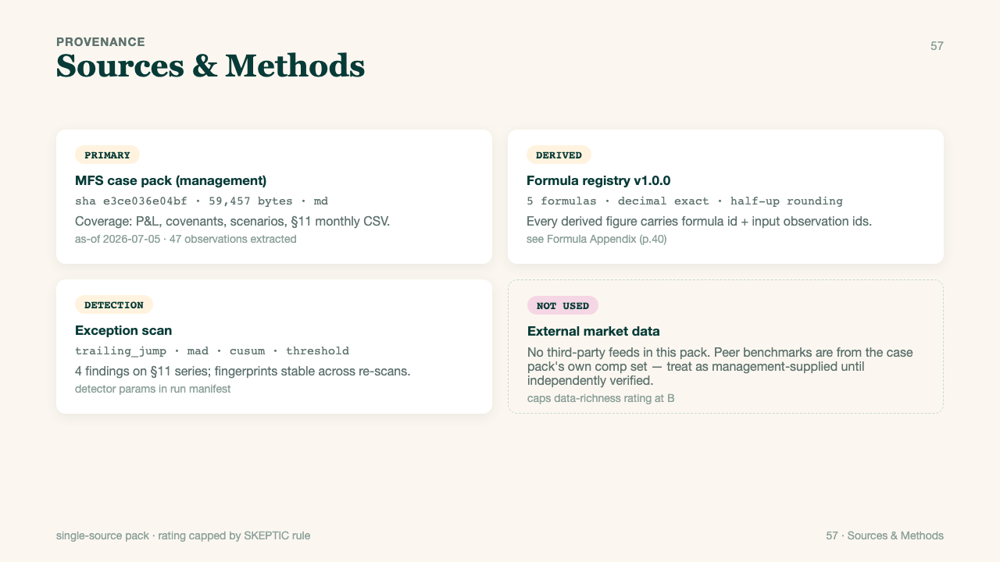 PROVENANCE
Sources & Methods
57
PRIMARY
MFS case pack (management)
sha e3ce036e04bf · 59,457 bytes · md
Coverage: P&L, covenants, scenarios, §11 monthly CSV.
as-of 2026-07-05 · 47 observations extracted
DERIVED
Formula registry v1.0.0
5 formulas · decimal exact · half-up rounding
Every derived figure carries formula id + input observation ids.
see Formula Appendix (p.40)
DETECTION
Exception scan
trailing_jump · mad · cusum · threshold
4 findings on §11 series; fingerprints stable across re-scans.
detector params in run manifest
NOT USED
External market data
No third-party feeds in this pack. Peer benchmarks are from the case
pack's own comp set — treat as management-supplied until
independently verified.
caps data-richness rating at B
single-source pack · rating capped by SKEPTIC rule
57 · Sources & Methods